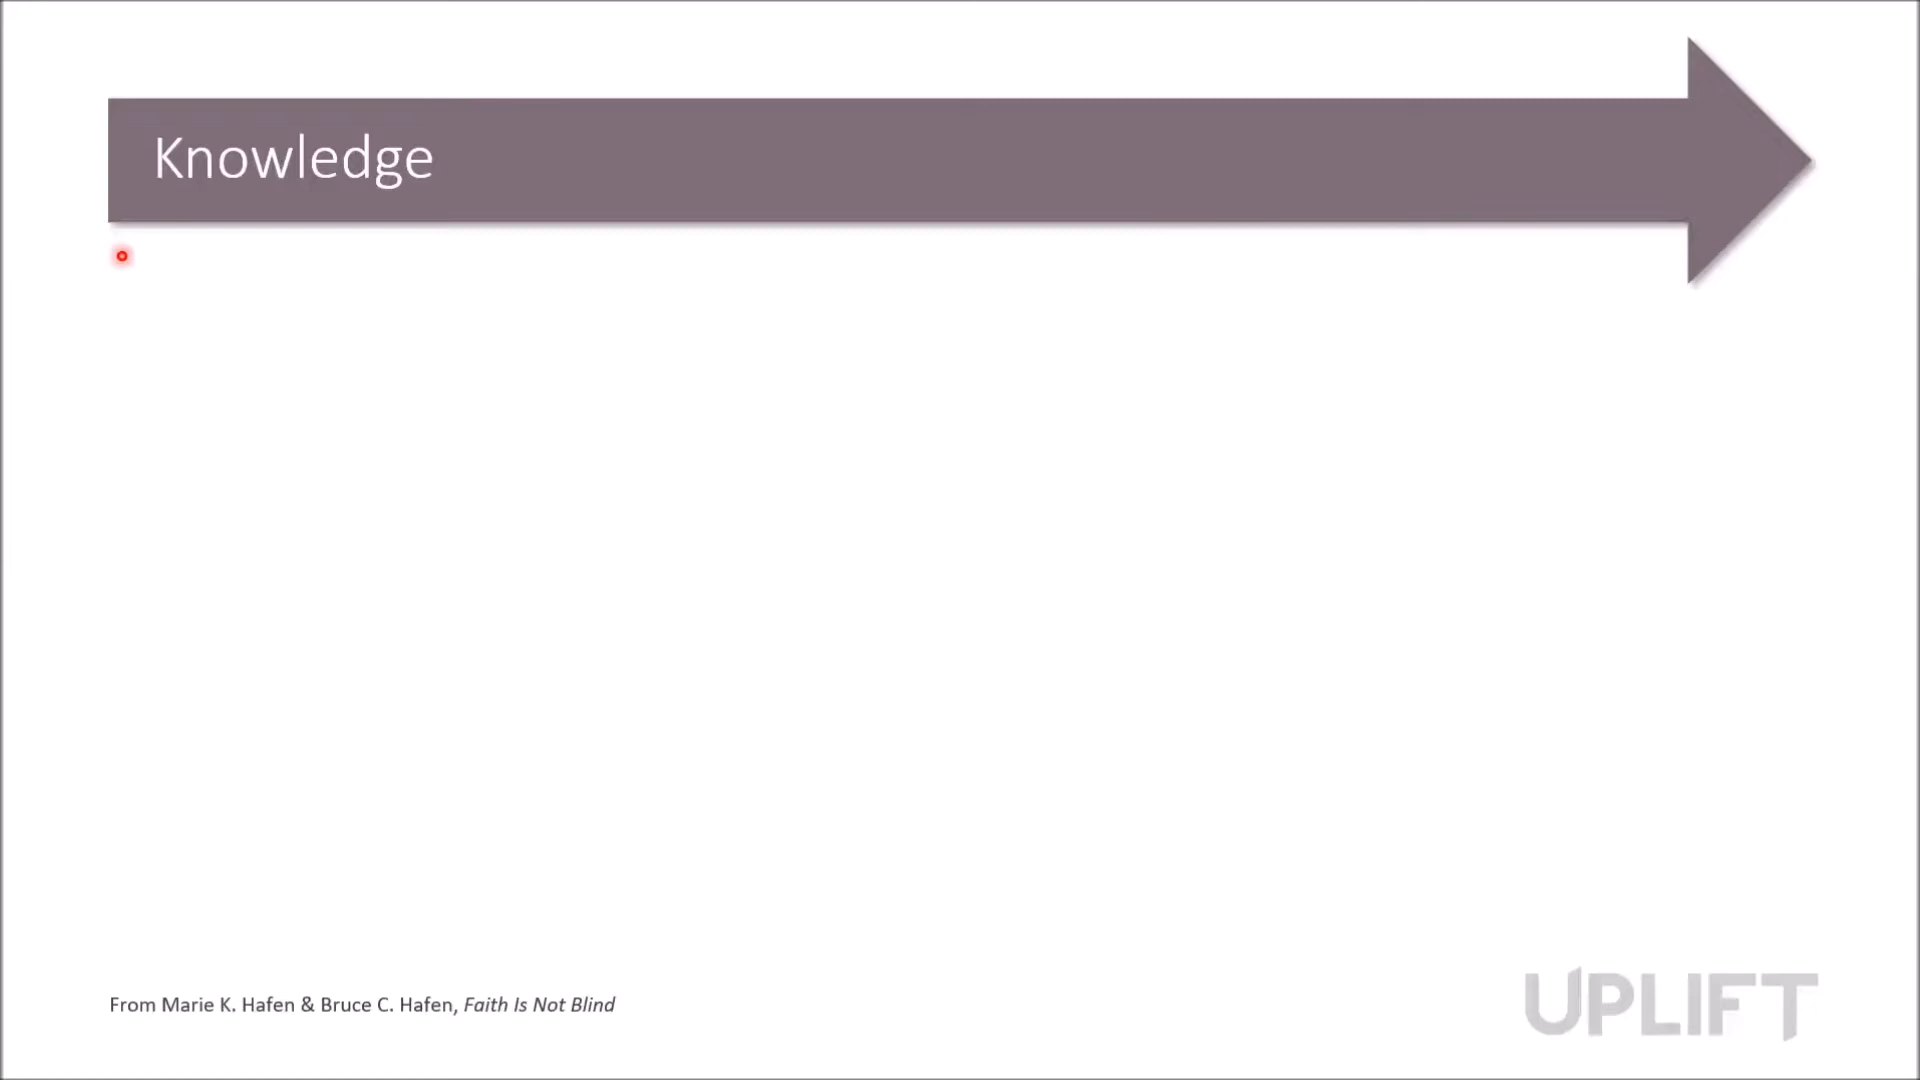 Knowledge
From Marie K. Hafen & Bruce C. Hafen, Faith Is Not Blind
UPLIFT